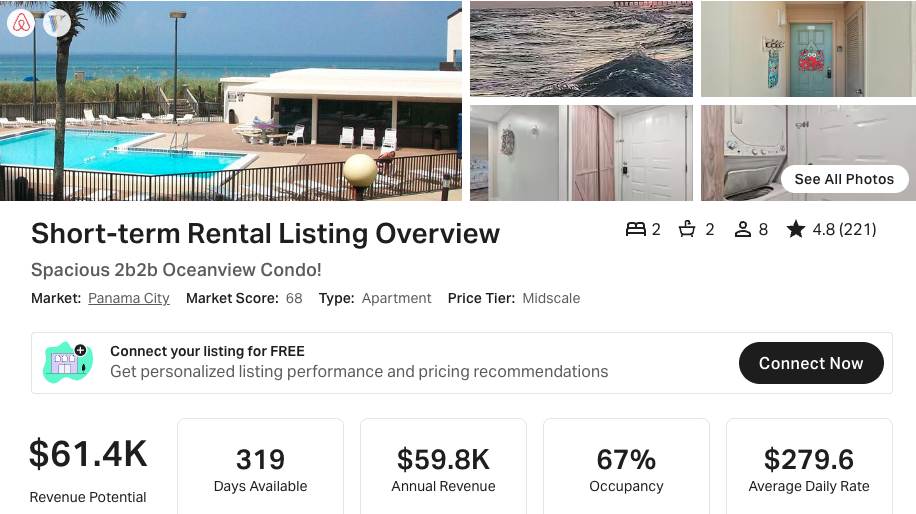 See All Photos
Short-term Rental Listing Overview
2 2 8 4.8 (221)
Spacious 2b2b Oceanview Condo!
Market: Panama City Market Score: 68 Type: Apartment Price Tier: Midscale
Connect your listing for FREE
Get personalized listing performance and pricing recommendations
Connect Now
$61.4K
Revenue Potential
319
Days Available
$59.8K
Annual Revenue
67%
Occupancy
$279.6
Average Daily Rate